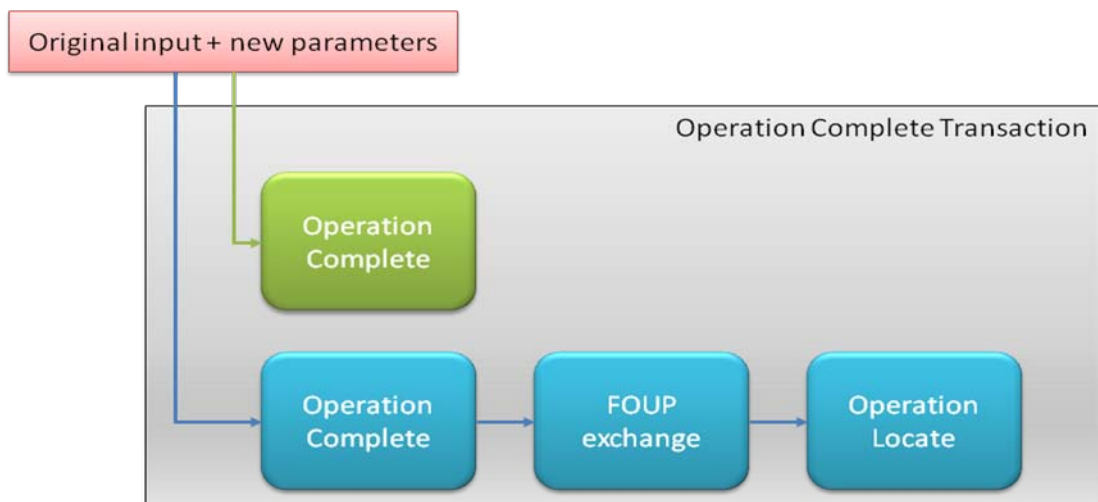 Original input + new parameters
Operation Complete Transaction
Operation
Complete
Operation
Complete
FOUP
exchange
Operation
Locate